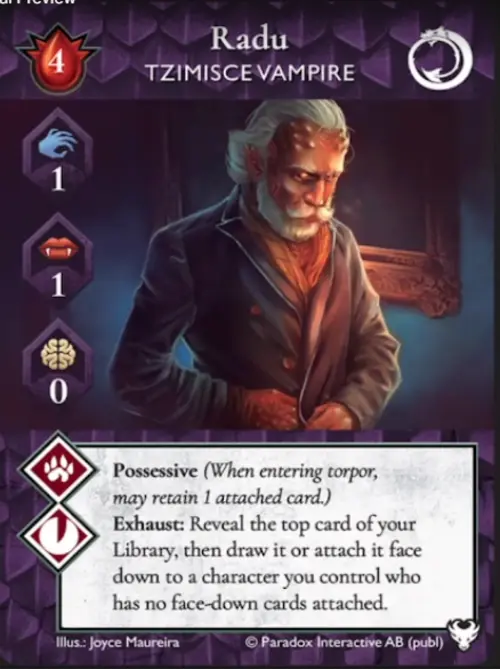 Radu
4
TZIMISCE VAMPIRE
1
1
0
Possessive (When entering torpor,
may retain 1 attached card.)
Exhaust: Reveal the top card of your
Library, then draw it or attach it face
down to a character you control who
has no face-down cards attached.
Illus.: Joyce Maureira © Paradox Interactive AB (publ)